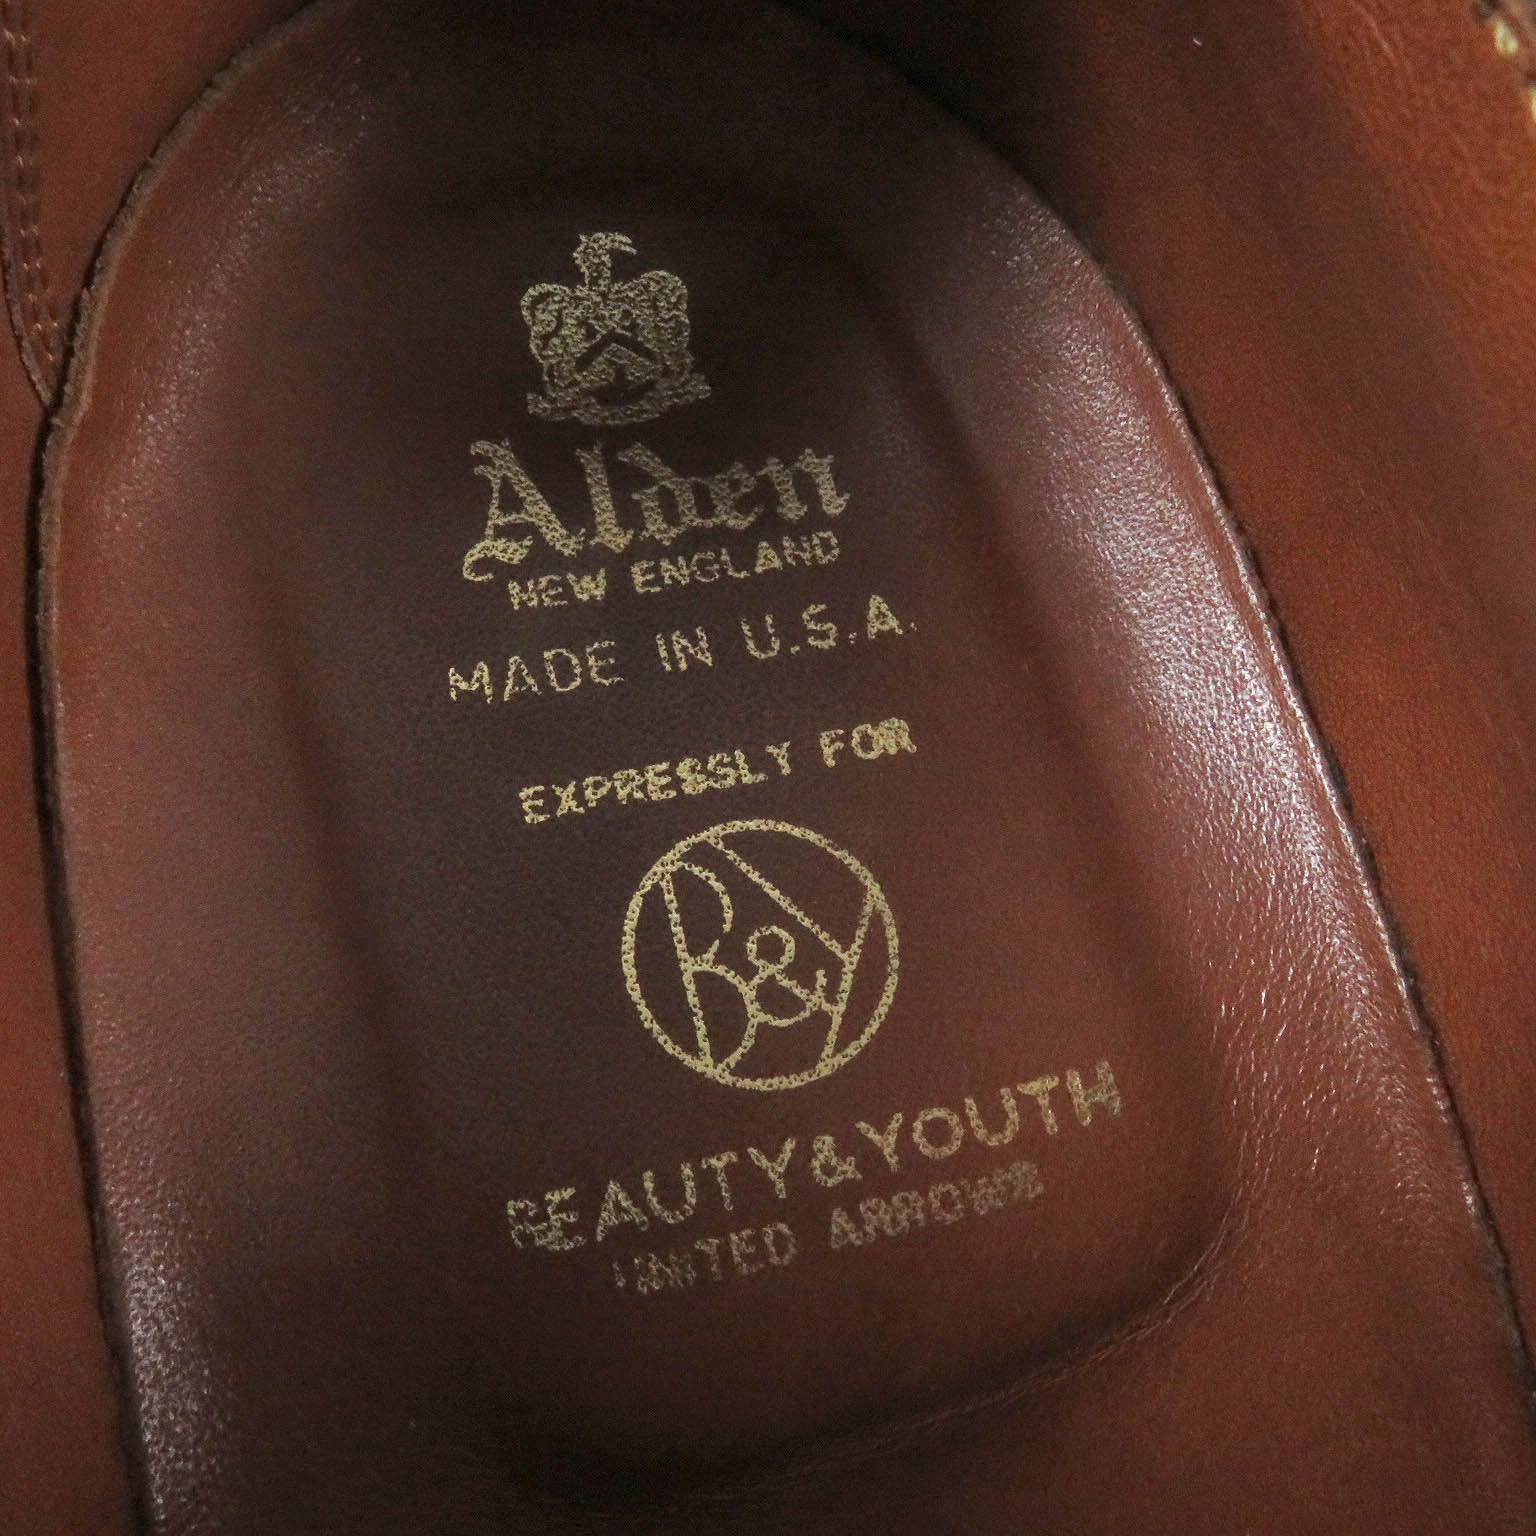 Alden
NEW ENGLAND
MADE IN U.S.A.
EXPRESSLY FOR
B&Y
BEAUTY&YOUTH
UNITED ARROWS